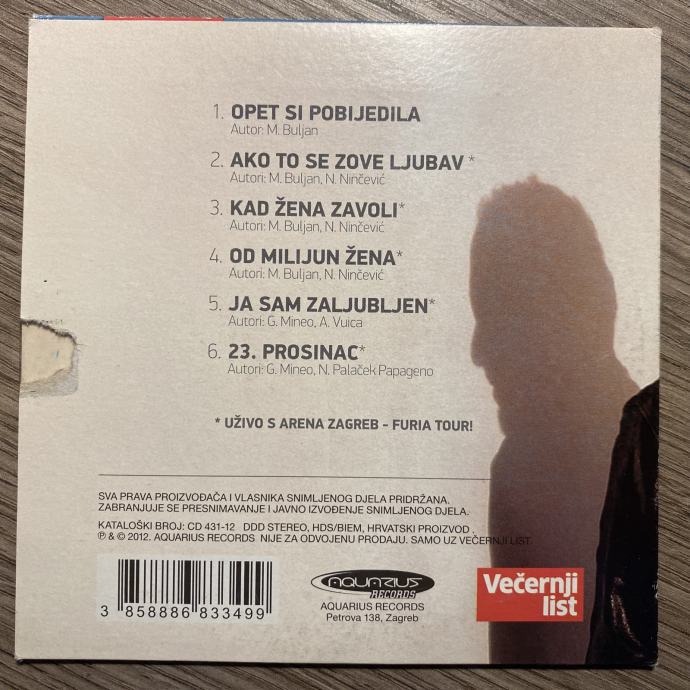 1. OPET SI POBIJEDILA
Autor: M. Buljan
2. AKO TO SE ZOVE LJUBAV *
Autori: M. Buljan, N. Ninčević
3. KAD ŽENA ZAVOLI*
Autori: M. Buljan, N. Ninčević
4. OD MILIJUN ŽENA*
Autori: M. Buljan, N. Ninčević
5. JA SAM ZALJUBLJEN*
Autori: G. Mineo, A. Vuica
6. 23. PROSINAC*
Autori: G. Mineo, N. Palaček Papageno
* UŽIVO S ARENA ZAGREB - FURIA TOUR!
SVA PRAVA PROIZVOĐAČA I VLASNIKA SNIMLJENOG DJELA PRIDRŽANA.
ZABRANJUJE SE PRESNIMAVANJE I JAVNO IZVOĐENJE SNIMLJENOG DJELA.
KATALOŠKI BROJ: CD 431-12 DDD STEREO, HDS/BIEM, HRVATSKI PROIZVOD .
℗ & © 2012. AQUARIUS RECORDS NIJE ZA ODVOJENU PRODAJU. SAMO UZ VEČERNJI LIST.
3 858886 833499
AQUARIUS
RECORDS
AQUARIUS RECORDS
Petrova 138, Zagreb
Večernji
list